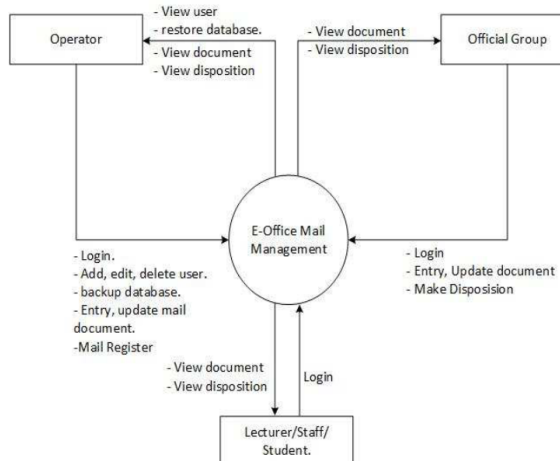 Operator
- View user
- restore database.
- View document
- View disposition
- View document
- View disposition
Official Group
E-Office Mail
Management
- Login.
- Add, edit, delete user.
- backup database.
- Entry, update mail
document.
-Mail Register
- Login
- Entry, Update document
- Make Disposision
- View document
- View disposition
Login
Lecturer/Staff/
Student.